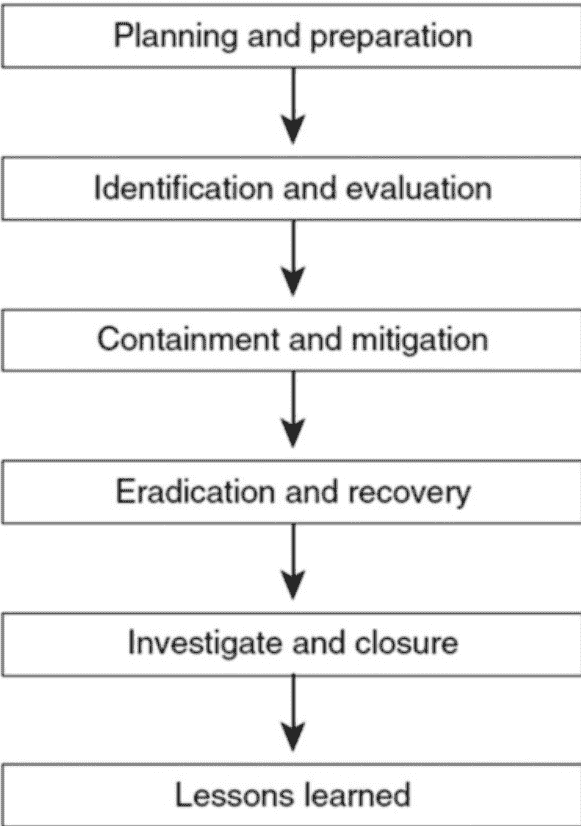 Planning and preparation
Identification and evaluation
Containment and mitigation
Eradication and recovery
Investigate and closure
Lessons learned